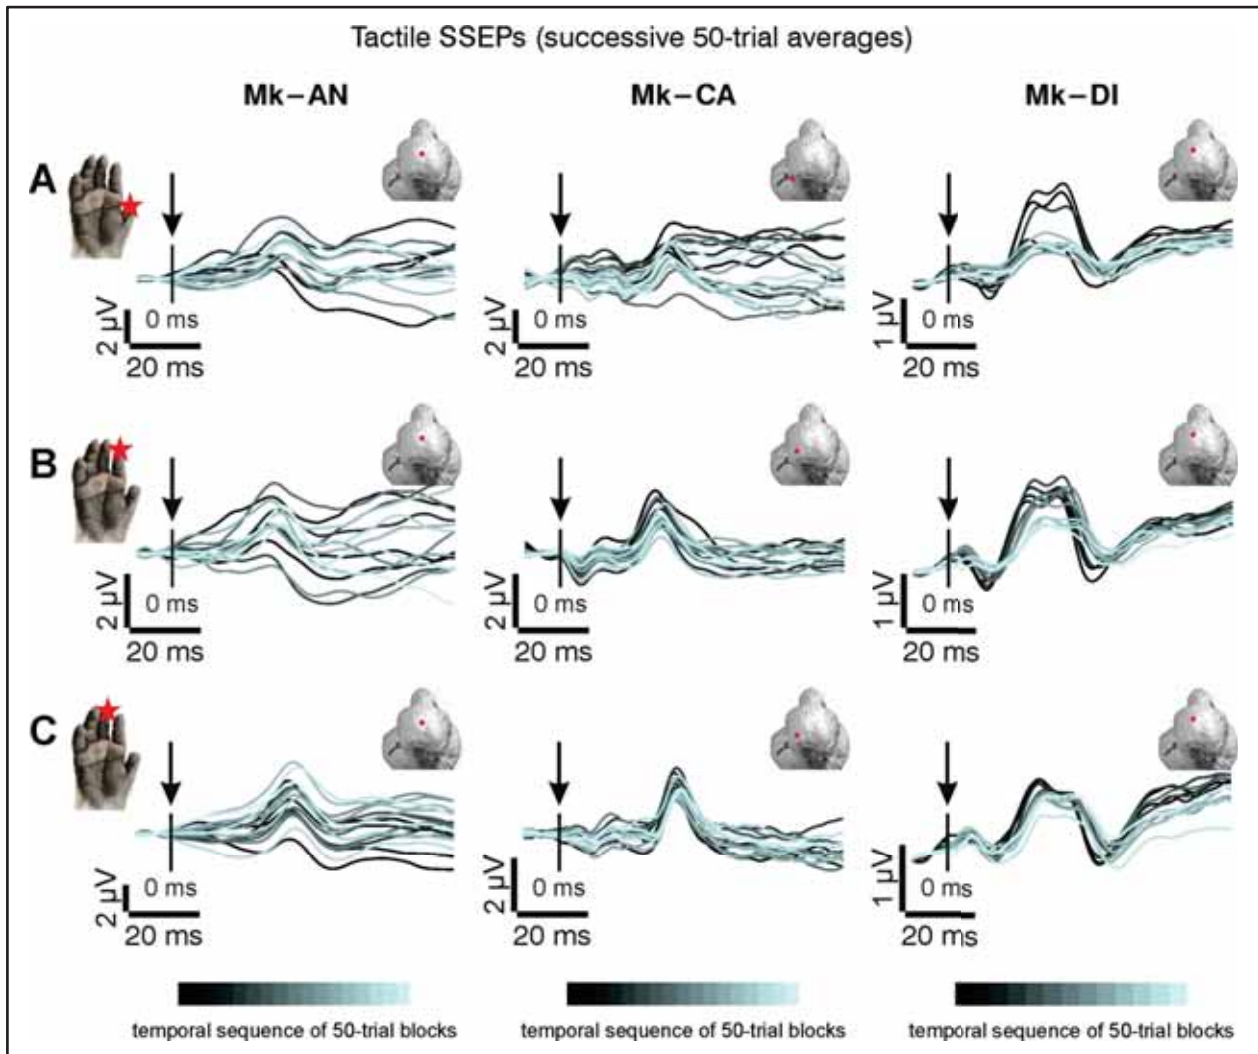 Tactile SSEPs (successive 50-trial averages)
Mk–AN Mk–CA Mk–DI
A
0 ms 0 ms 0 ms
2 µV 2 µV 1 µV
20 ms 20 ms 20 ms
B
0 ms 0 ms 0 ms
2 µV 2 µV 1 µV
20 ms 20 ms 20 ms
C
0 ms 0 ms 0 ms
2 µV 2 µV 1 µV
20 ms 20 ms 20 ms
temporal sequence of 50-trial blocks temporal sequence of 50-trial blocks temporal sequence of 50-trial blocks